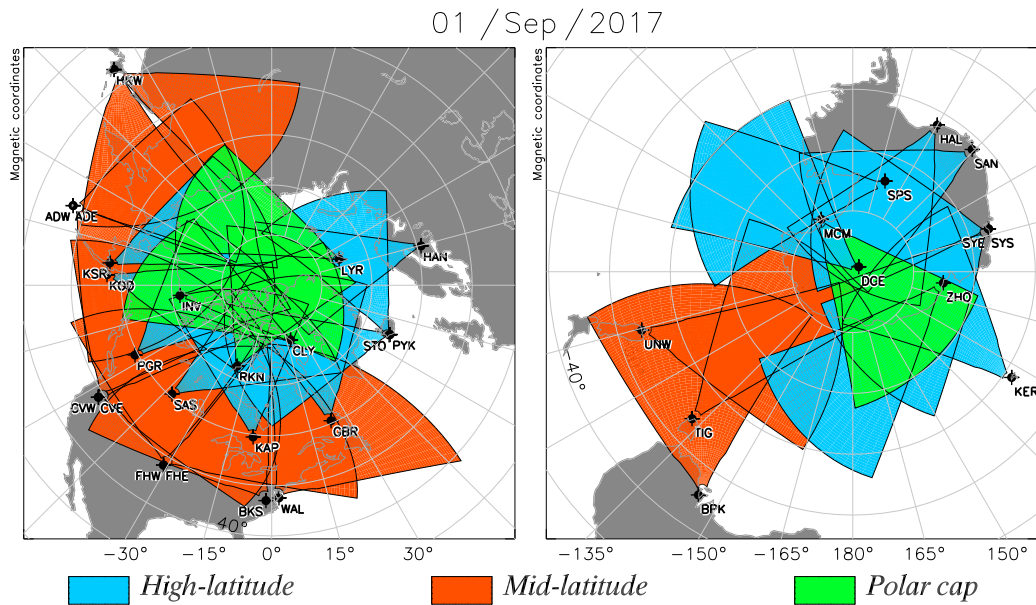 01 /Sep/2017
Magnetic coordinates
HKW
ADW ADE
KSR
KOD
INV
LYR
HAN
STO PYK
CLY
RKN
PGR
SAS
CVW CVE
GBR
KAP
FHW FHE
BKS
WAL
40°
-30°
-15°
0°
15°
30°
Magnetic coordinates
HAL
SAN
SPS
MCM
SYE SYS
DCE
ZHO
UNW
-40°
KER
TIG
BPK
-135°
-150°
-165°
180°
165°
150°
High-latitude
Mid-latitude
Polar cap